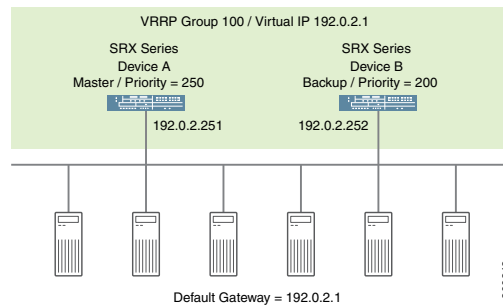 VRRP Group 100 / Virtual IP 192.0.2.1
SRX Series
Device A
Master / Priority = 250
192.0.2.251
SRX Series
Device B
Backup / Priority = 200
192.0.2.252
Default Gateway = 192.0.2.1